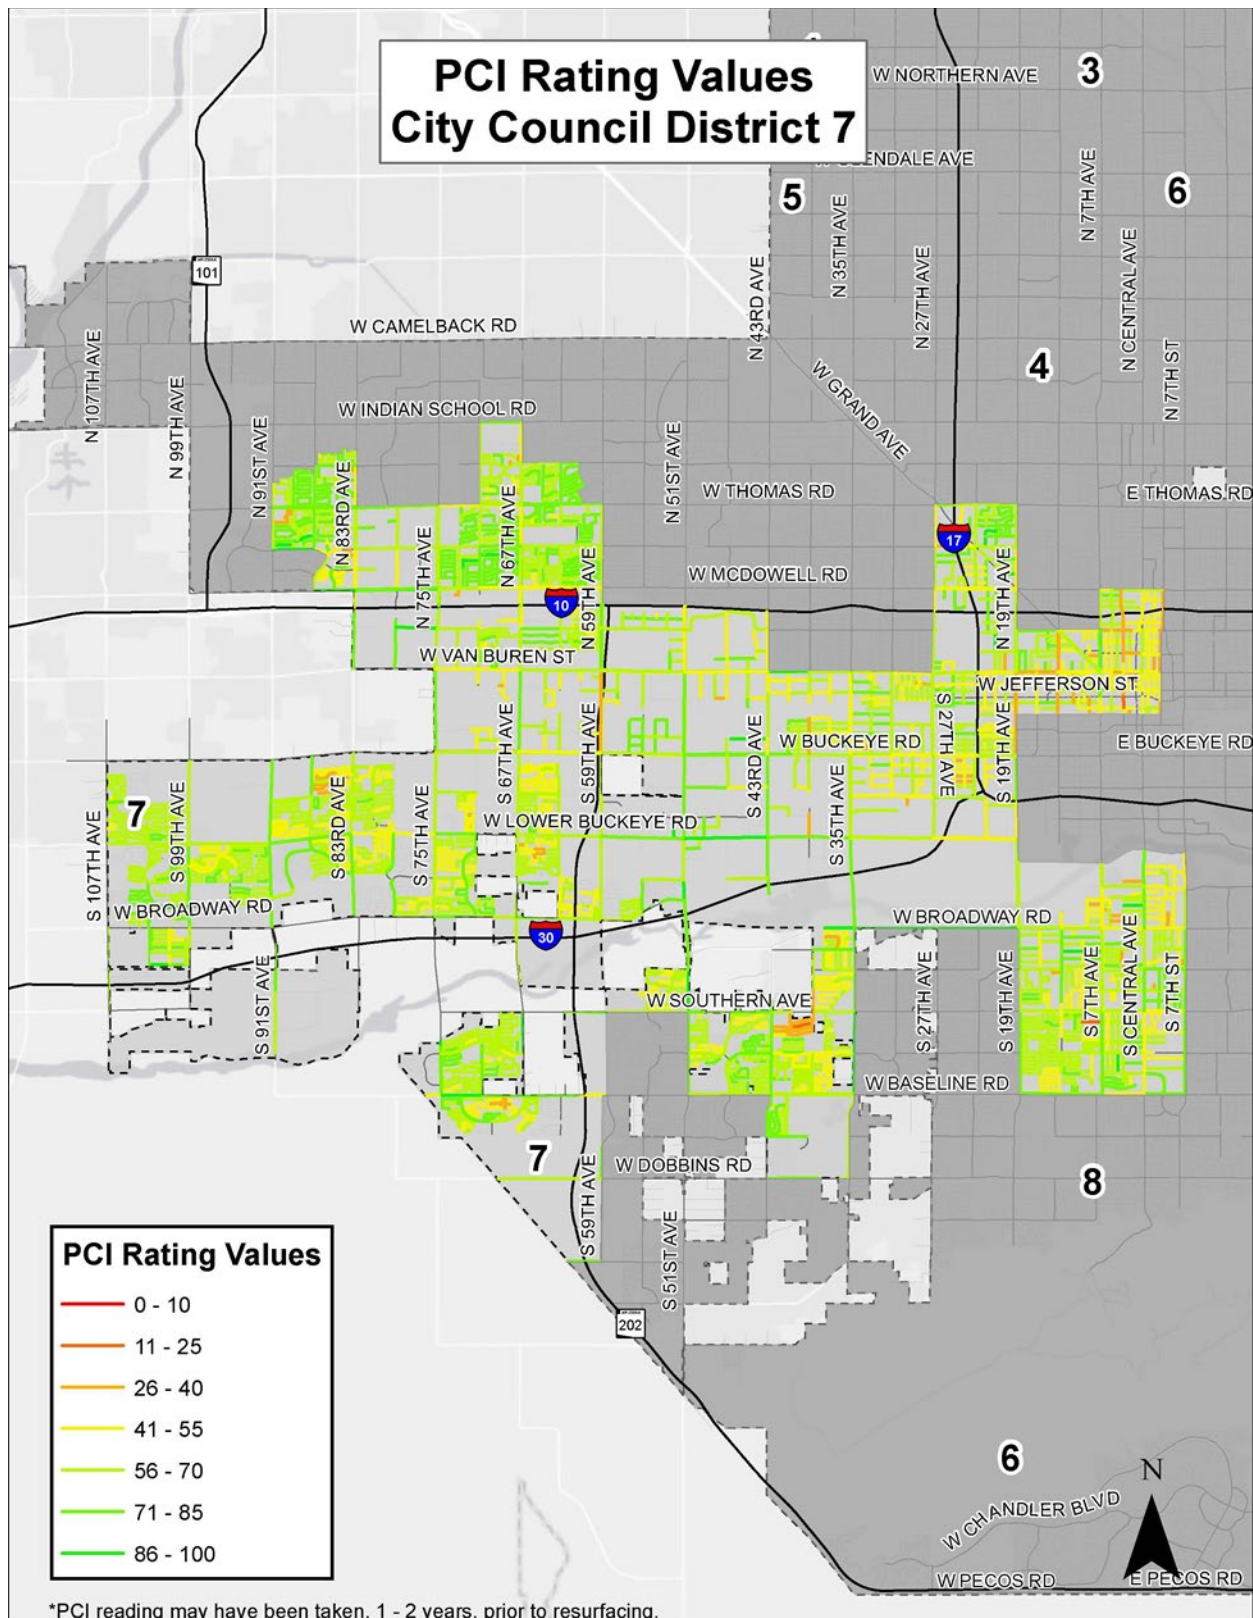 PCI Rating Values
City Council District 7
W NORTHERN AVE
3
ENDALE AVE
5
6
N 7TH AVE
N 35TH AVE
N CENTRAL AVE
N 27TH AVE
N 43RD AVE
101
W CAMELBACK RD
N 107TH AVE
N 99TH AVE
4
N 7TH ST
W GRAND AVE
W INDIAN SCHOOL RD
N 91ST AVE
N 83RD AVE
N 51ST AVE
W THOMAS RD
E THOMAS RD
17
N 75TH AVE
N 67TH AVE
N 59TH AVE
W MCDOWELL RD
N 19TH AVE
10
W VAN BUREN ST
W JEFFERSON ST
S 67TH AVE
S 59TH AVE
S 43RD AVE
S 27TH AVE
S 19TH AVE
W BUCKEYE RD
E BUCKEYE RD
7
S 107TH AVE
S 99TH AVE
S 83RD AVE
S 75TH AVE
W LOWER BUCKEYE RD
S 35TH AVE
W BROADWAY RD
W BROADWAY RD
30
S 91ST AVE
W SOUTHERN AVE
S 27TH AVE
S 19TH AVE
S 7TH AVE
S CENTRAL AVE
S 7TH ST
W BASELINE RD
7
W DOBBINS RD
8
S 59TH AVE
S 51ST AVE
202
PCI Rating Values
0 - 10
11 - 25
26 - 40
41 - 55
56 - 70
71 - 85
86 - 100
6
N
W CHANDLER BLVD
W PECOS RD
E PECOS RD
*PCI reading may have been taken, 1 - 2 years, prior to resurfacing.